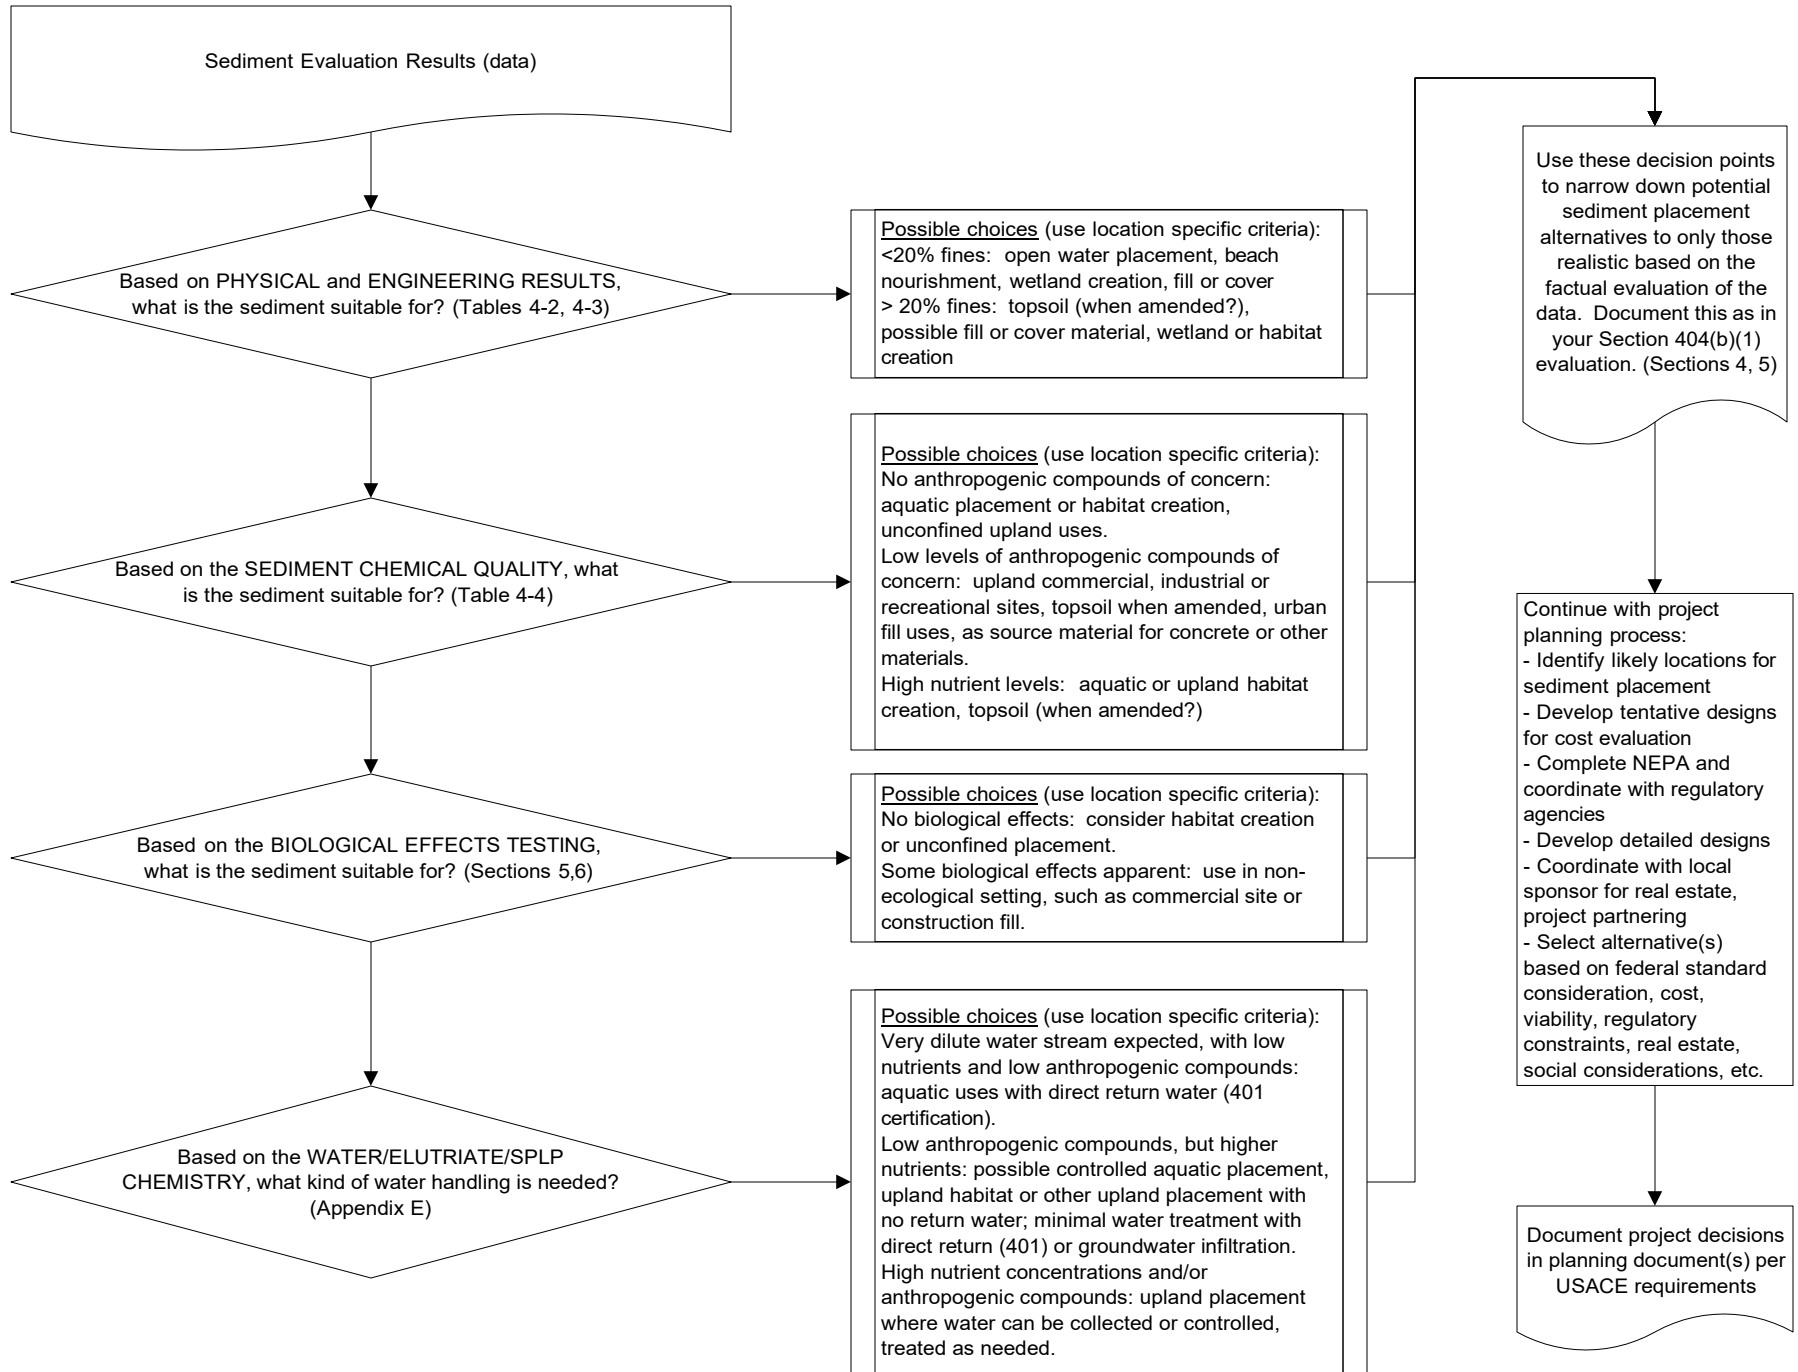 Sediment Evaluation Results (data)
Based on PHYSICAL and ENGINEERING RESULTS,
what is the sediment suitable for? (Tables 4-2, 4-3)
Possible choices (use location specific criteria):
<20% fines:  open water placement, beach
nourishment, wetland creation, fill or cover
> 20% fines:  topsoil (when amended?),
possible fill or cover material, wetland or habitat
creation
Based on the SEDIMENT CHEMICAL QUALITY, what
is the sediment suitable for? (Table 4-4)
Possible choices (use location specific criteria):
No anthropogenic compounds of concern:
aquatic placement or habitat creation,
unconfined upland uses.
Low levels of anthropogenic compounds of
concern:  upland commercial, industrial or
recreational sites, topsoil when amended, urban
fill uses, as source material for concrete or other
materials.
High nutrient levels:  aquatic or upland habitat
creation, topsoil (when amended?)
Based on the BIOLOGICAL EFFECTS TESTING,
what is the sediment suitable for? (Sections 5,6)
Possible choices (use location specific criteria):
No biological effects:  consider habitat creation
or unconfined placement.
Some biological effects apparent:  use in non-
ecological setting, such as commercial site or
construction fill.
Based on the WATER/ELUTRIATE/SPLP
CHEMISTRY, what kind of water handling is needed?
(Appendix E)
Possible choices (use location specific criteria):
Very dilute water stream expected, with low
nutrients and low anthropogenic compounds:
aquatic uses with direct return water (401
certification).
Low anthropogenic compounds, but higher
nutrients: possible controlled aquatic placement,
upland habitat or other upland placement with
no return water; minimal water treatment with
direct return (401) or groundwater infiltration.
High nutrient concentrations and/or
anthropogenic compounds: upland placement
where water can be collected or controlled,
treated as needed.
Use these decision points
to narrow down potential
sediment placement
alternatives to only those
realistic based on the
factual evaluation of the
data.  Document this as in
your Section 404(b)(1)
evaluation. (Sections 4, 5)
Continue with project
planning process:
- Identify likely locations for
sediment placement
- Develop tentative designs
for cost evaluation
- Complete NEPA and
coordinate with regulatory
agencies
- Develop detailed designs
- Coordinate with local
sponsor for real estate,
project partnering
- Select alternative(s)
based on federal standard
consideration, cost,
viability, regulatory
constraints, real estate,
social considerations, etc.
Document project decisions
in planning document(s) per
USACE requirements